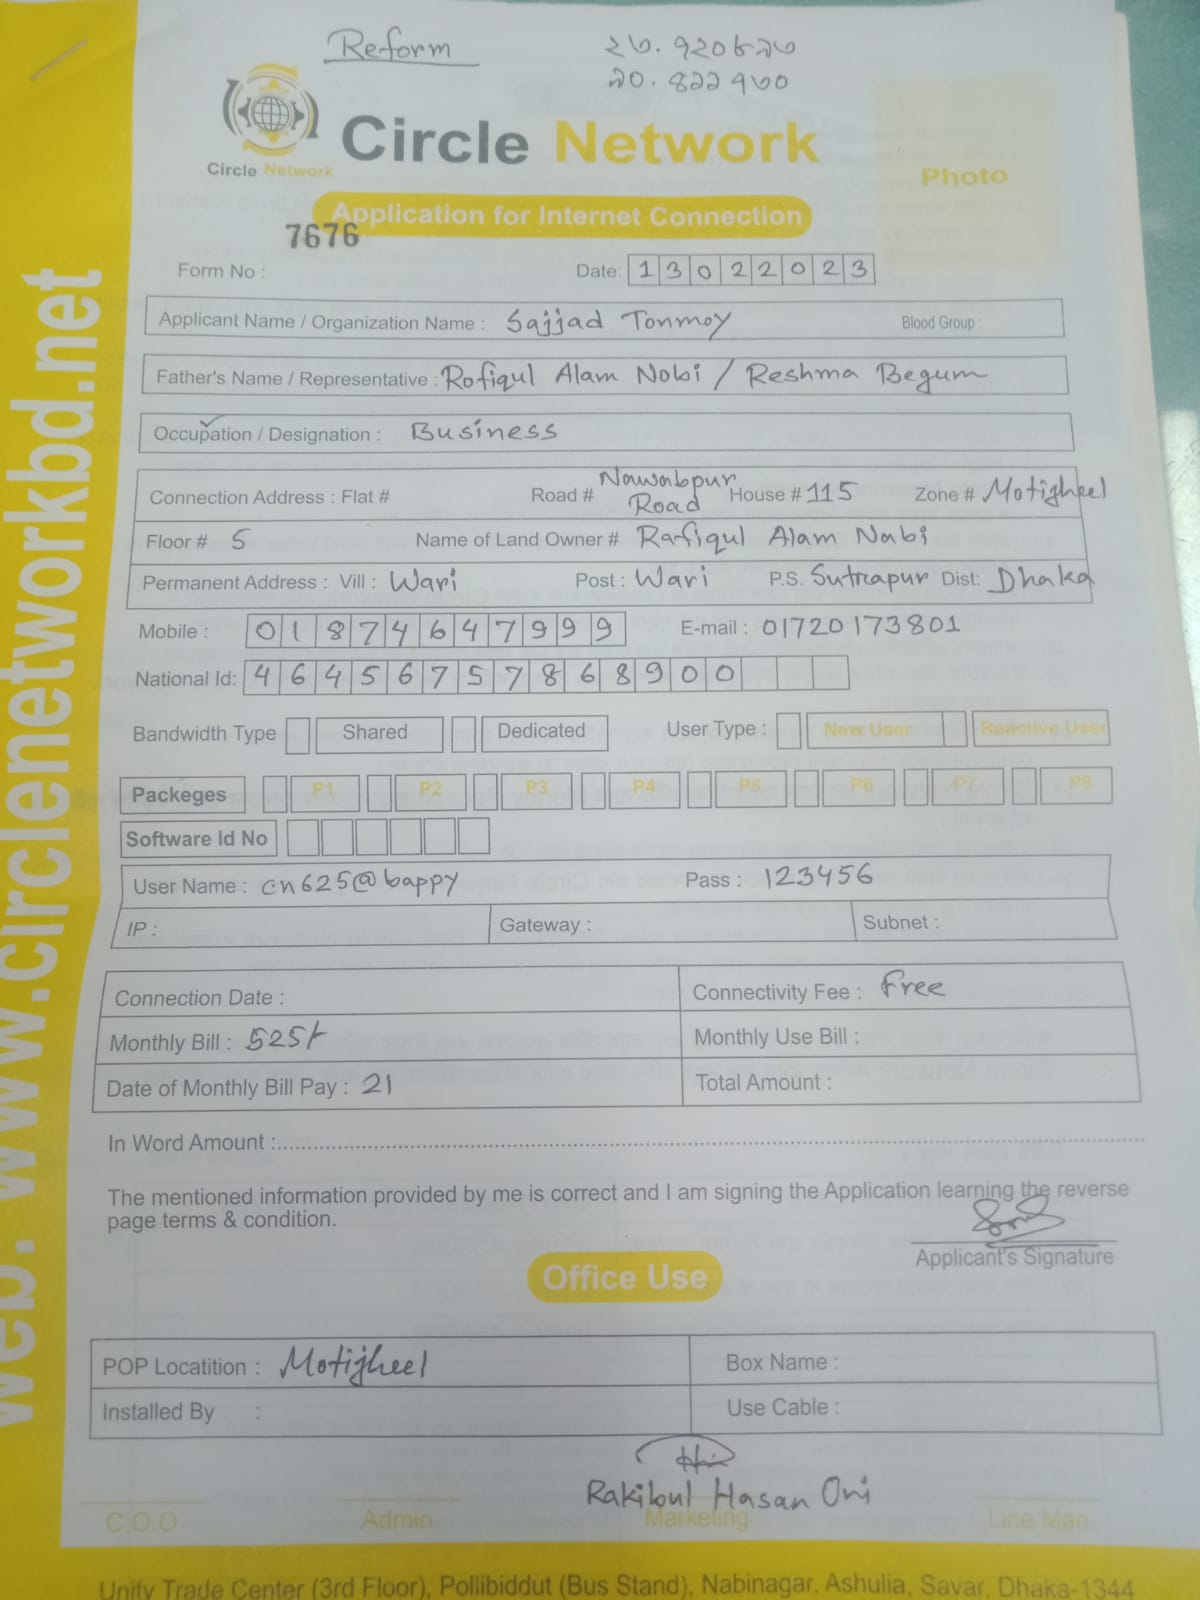 Reform
২৩.৭২০৮৯৩
৯০.৪২২৭৩০
Circle Network
Circle Network
Photo
Application for Internet Connection
7676
Form No :
Date: 13022023
Applicant Name / Organization Name : Sajjad Tonmoy Blood Group :
Father's Name / Representative : Rofiqul Alam Nobi / Reshma Begum
Occupation / Designation : Business
Connection Address : Flat # Road # Nawabpur Road House # 115 Zone # Motigheel
Floor # 5 Name of Land Owner # Rafiqul Alam Nabi
Permanent Address : Vill : Wari Post : Wari P.S. Sutrapur Dist: Dhaka
Mobile : 01874647999 E-mail : 01720173801
National Id: 46456757868900
Bandwidth Type Shared Dedicated User Type : New User Reactive User
Packeges P1 P2 P3 P4 P5 P6 P7 P8
Software Id No
User Name : cn625@bappy Pass : 123456
IP : Gateway : Subnet :
Connection Date : Connectivity Fee : Free
Monthly Bill : 525/- Monthly Use Bill :
Date of Monthly Bill Pay : 21 Total Amount :
In Word Amount :
The mentioned information provided by me is correct and I am signing the Application learning the reverse
page terms & condition.
Applicant's Signature
Office Use
POP Locatition : Motijheel Box Name :
Installed By : Use Cable :
Rakibul Hasan Oni
C.O.O Admin Marketing Line Man
Unity Trade Center (3rd Floor), Pollibiddut (Bus Stand), Nabinagar, Ashulia, Savar, Dhaka-1344
web: www.circlenetworkbd.net